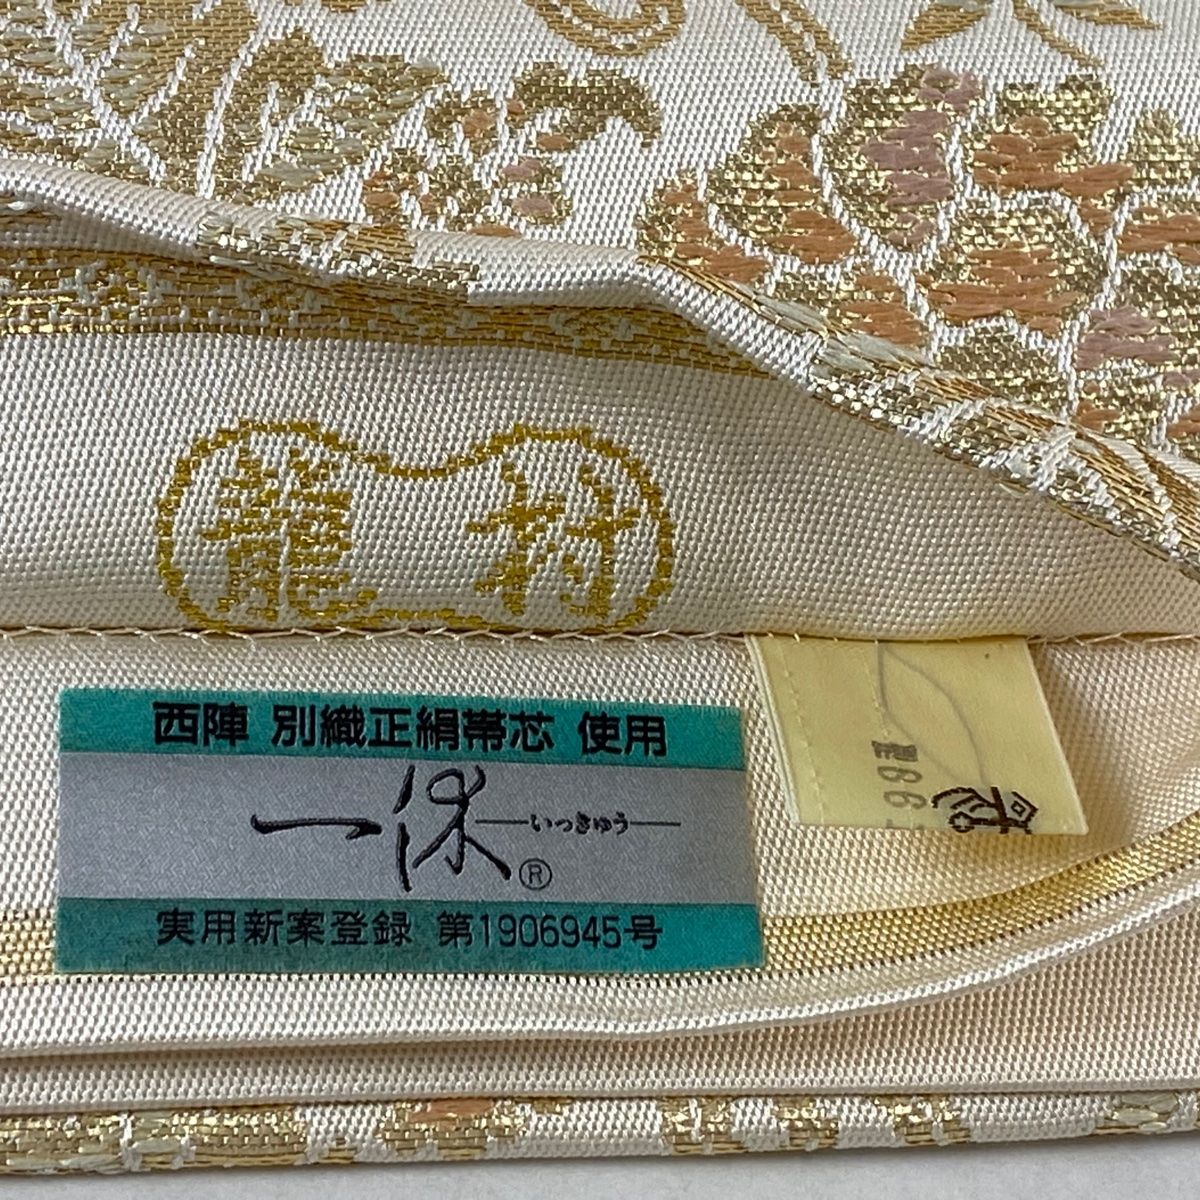 龍村
西陣 別織正絹帯芯 使用
一休
いっきゅう
®
実用新案登録 第1906945号